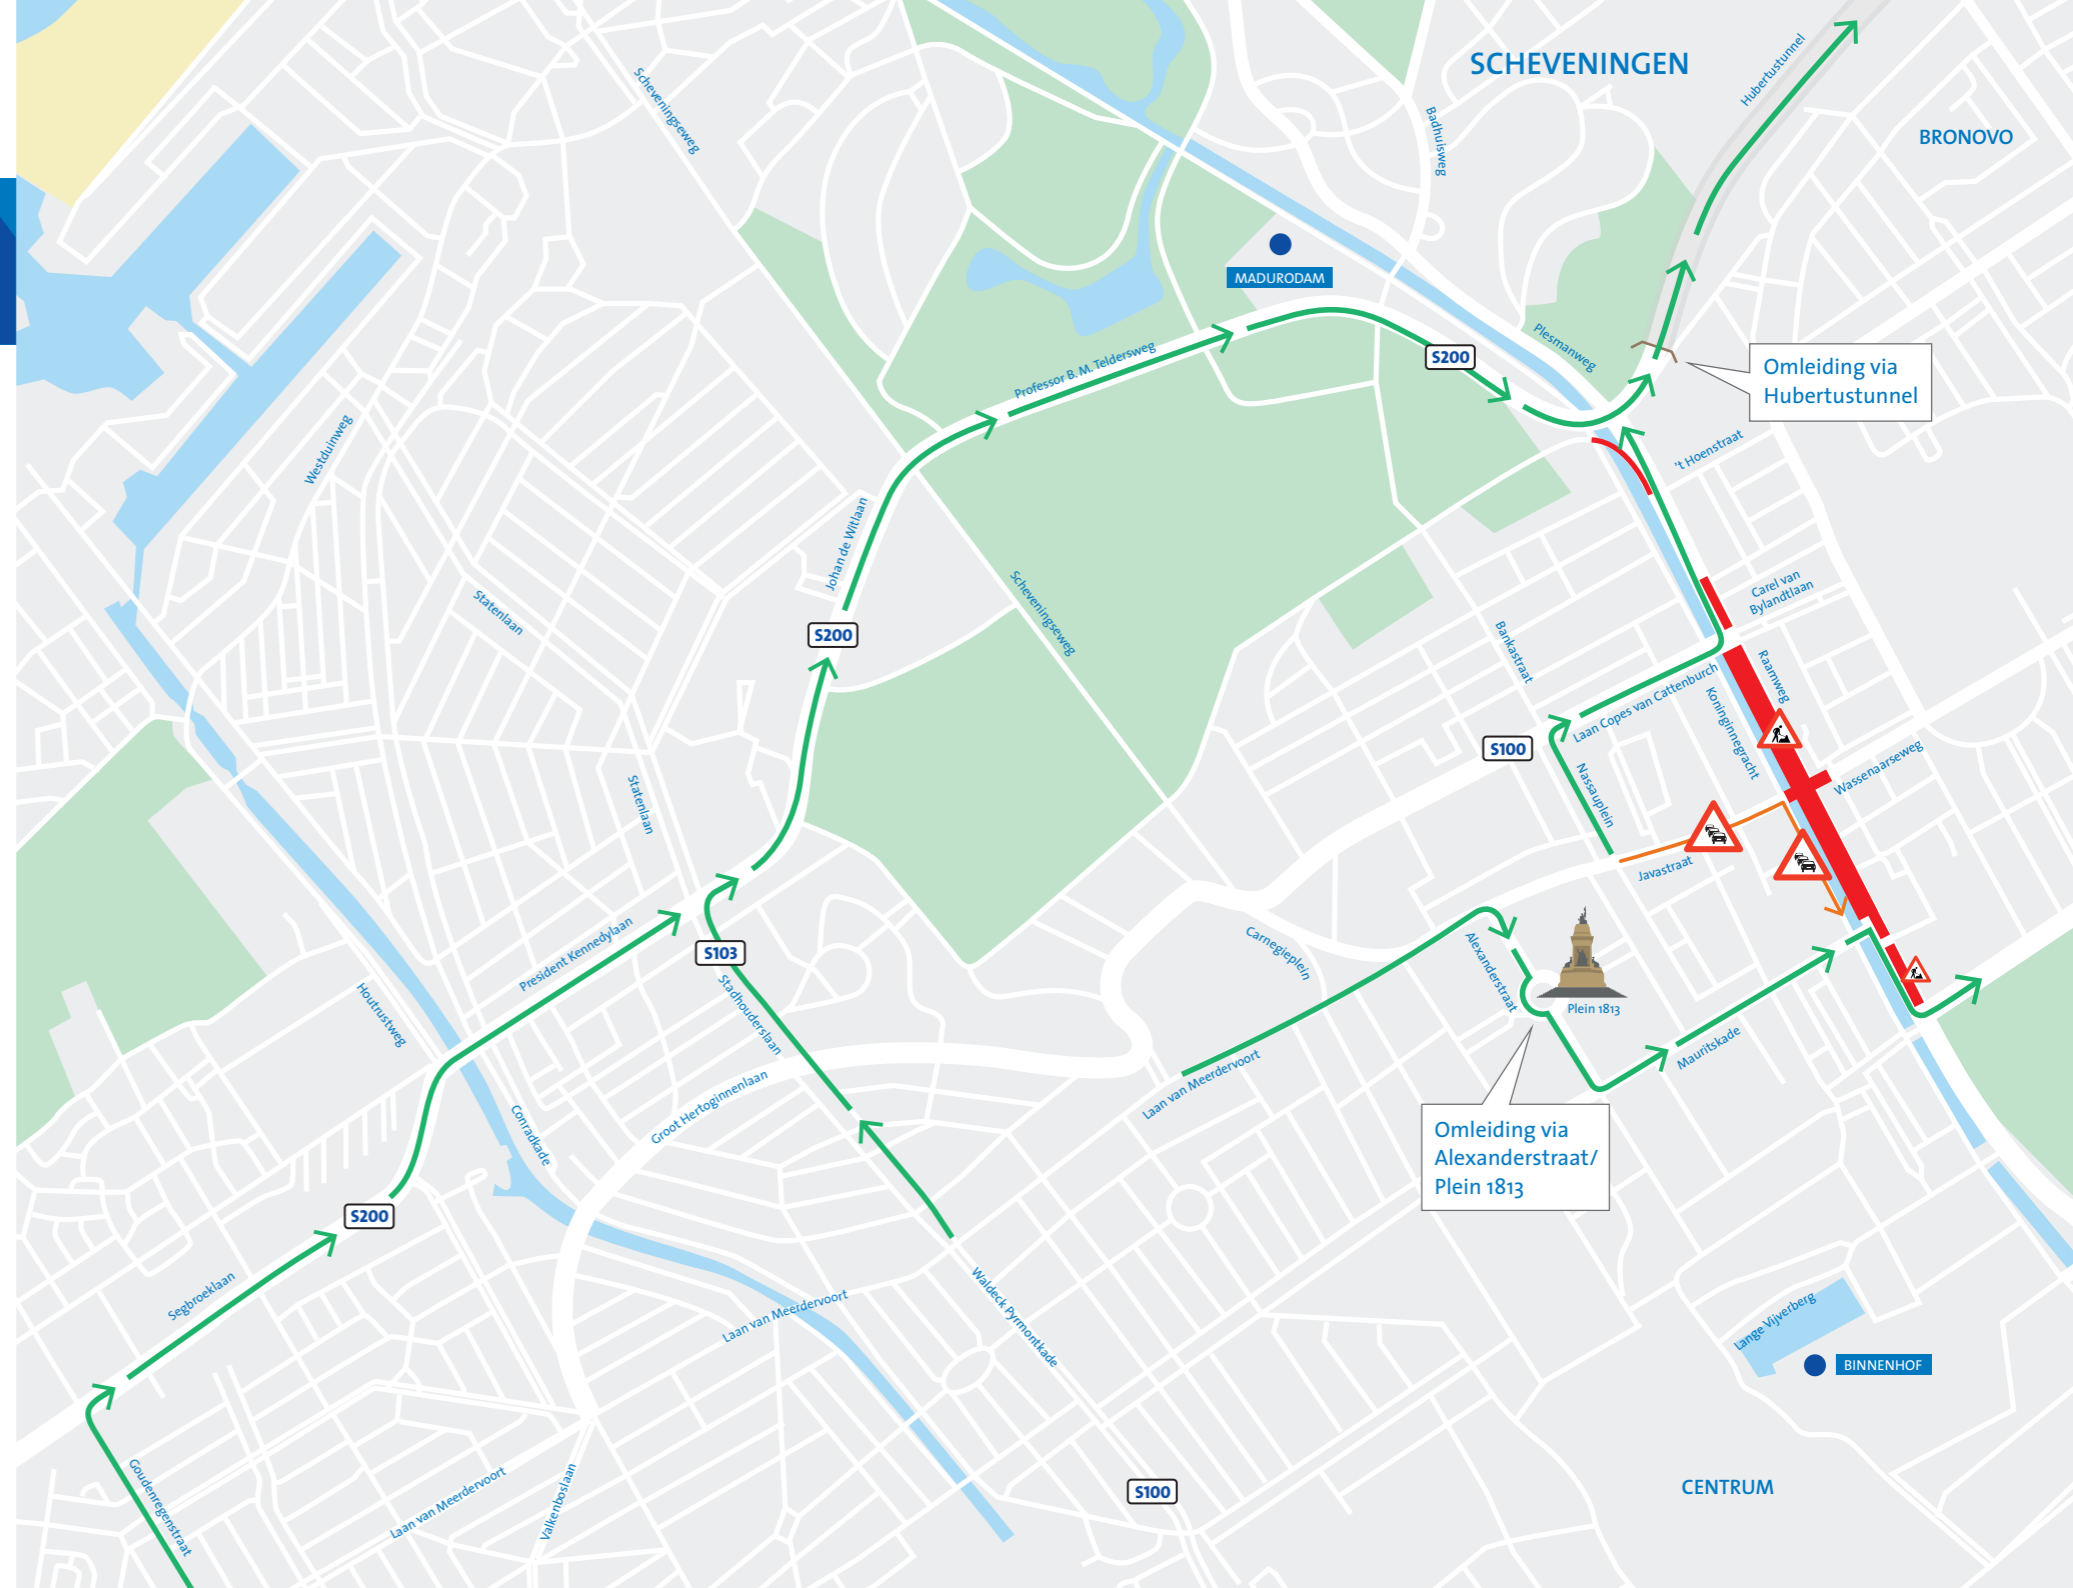 SCHEVENINGEN
Hubertustunnel
BRONOVO
Scheveningseweg
Badhuisweg
MADURODAM
Plesmanweg
Omleiding via
Hubertustunnel
Professor B. M. Teldersweg
S200
't Hoenstraat
Westduinweg
Johan de Witlaan
Scheveningseweg
Carel van
Bylandtlaan
Statenlaan
S200
Bankastraat
Raamweg
Laan Copes van Cattenburch
Koninginnegracht
S100
Nassauplein
Wassenaarseweg
Statenlaan
Javastraat
President Kennedylaan
S103
Carnegieplein
Alexanderstraat
Plein 1813
Houtrustweg
Stadhouderslaan
Mauritskade
Laan van Meerdervoort
Groot Hertoginnenlaan
Conradkade
Omleiding via
Alexanderstraat/
Plein 1813
S200
Segbroeklaan
Laan van Meerdervoort
Waldeck Pyrmontkade
Lange Vijverberg
BINNENHOF
Goudenregenstraat
Laan van Meerdervoort
Valkenboslaan
S100
CENTRUM